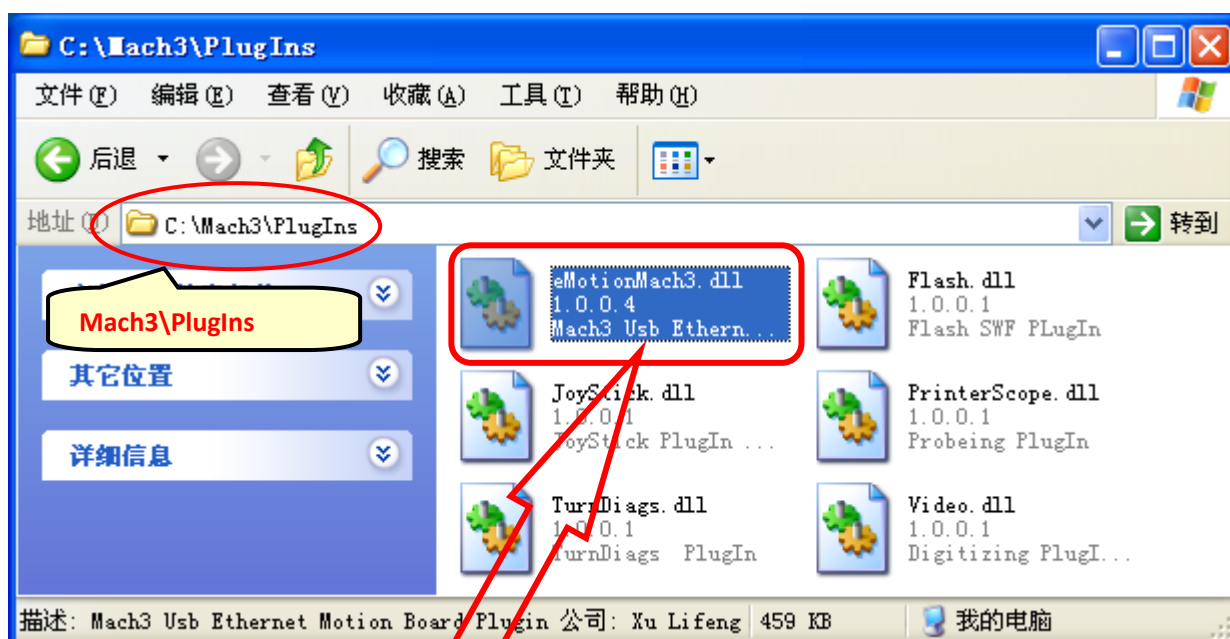 C:\Mach3\PlugIns
文件(F) 编辑(E) 查看(V) 收藏(A) 工具(T) 帮助(H)
后退 搜索 文件夹
地址(D) C:\Mach3\PlugIns 转到
Mach3\PlugIns
其它位置
详细信息
eMotionMach3.dll
1.0.0.4
Mach3 Usb Ethern...
Flash.dll
1.0.0.1
Flash SWF PLugIn
JoyStick.dll
1.0.0.1
JoyStick PlugIn ...
PrinterScope.dll
1.0.0.1
Probeing PlugIn
TurnDiags.dll
1.0.0.1
TurnDiags PlugIn
Video.dll
1.0.0.1
Digitizing PlugI...
描述: Mach3 Usb Ethernet Motion Board Plugin 公司: Xu Lifeng 459 KB 我的电脑